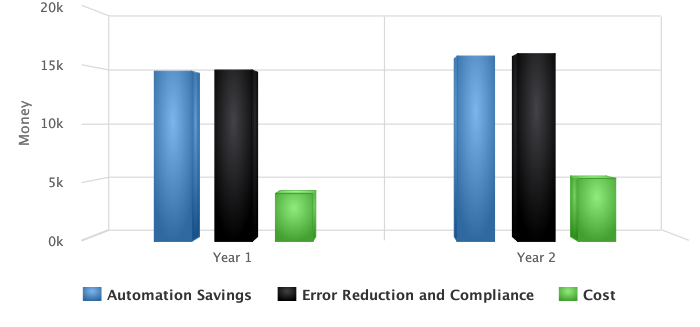 20k
15k
10k
5k
0k
Money
Year 1
Year 2
Automation Savings
Error Reduction and Compliance
Cost